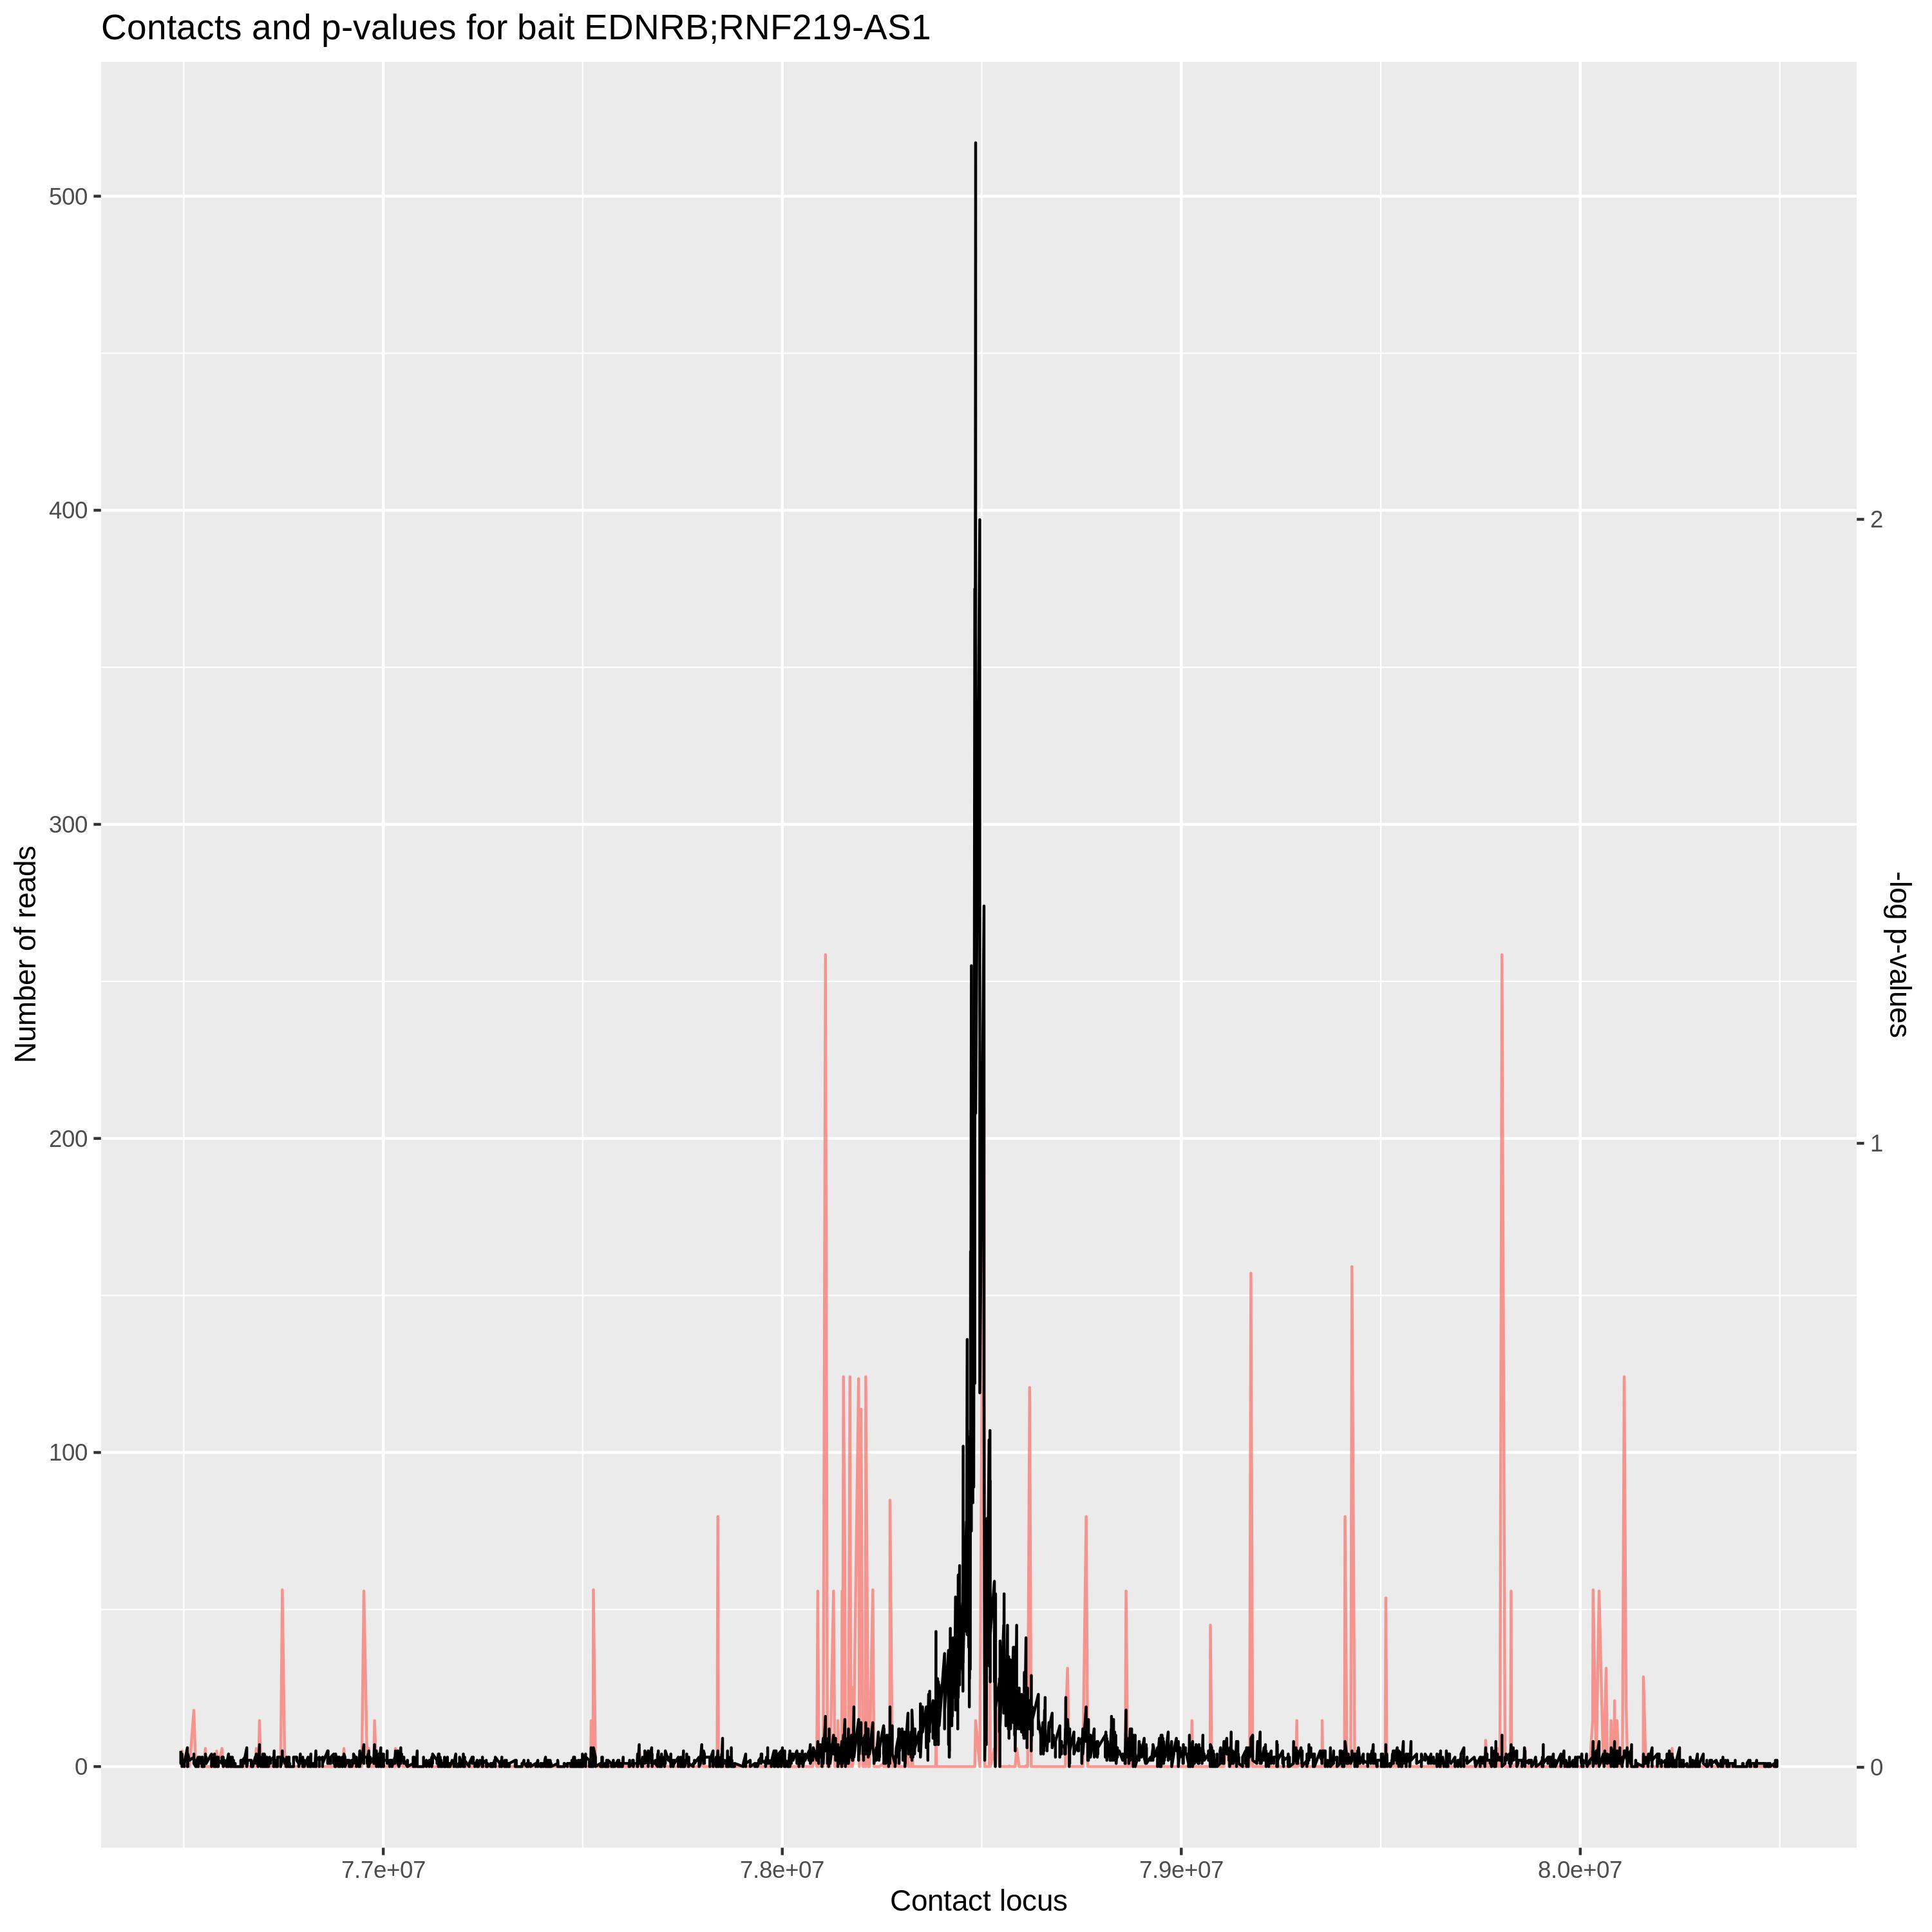 Contacts and p-values for bait EDNRB;RNF219-AS1
500
400
300
200
100
0
Number of reads
2
1
0
-log p-values
7.7e+07
7.8e+07
7.9e+07
8.0e+07
Contact locus